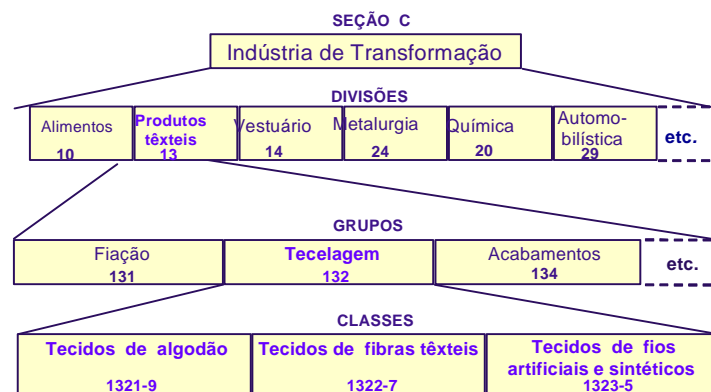 SEÇÃO C
Indústria de Transformação
DIVISÕES
Alimentos
10
Produtos
têxteis
13
Vestuário
14
Metalurgia
24
Química
20
Automo-
bilística
29
etc.
GRUPOS
Fiação
131
Tecelagem
132
Acabamentos
134
etc.
CLASSES
Tecidos de algodão
1321-9
Tecidos de fibras têxteis
1322-7
Tecidos de fios
artificiais e sintéticos
1323-5